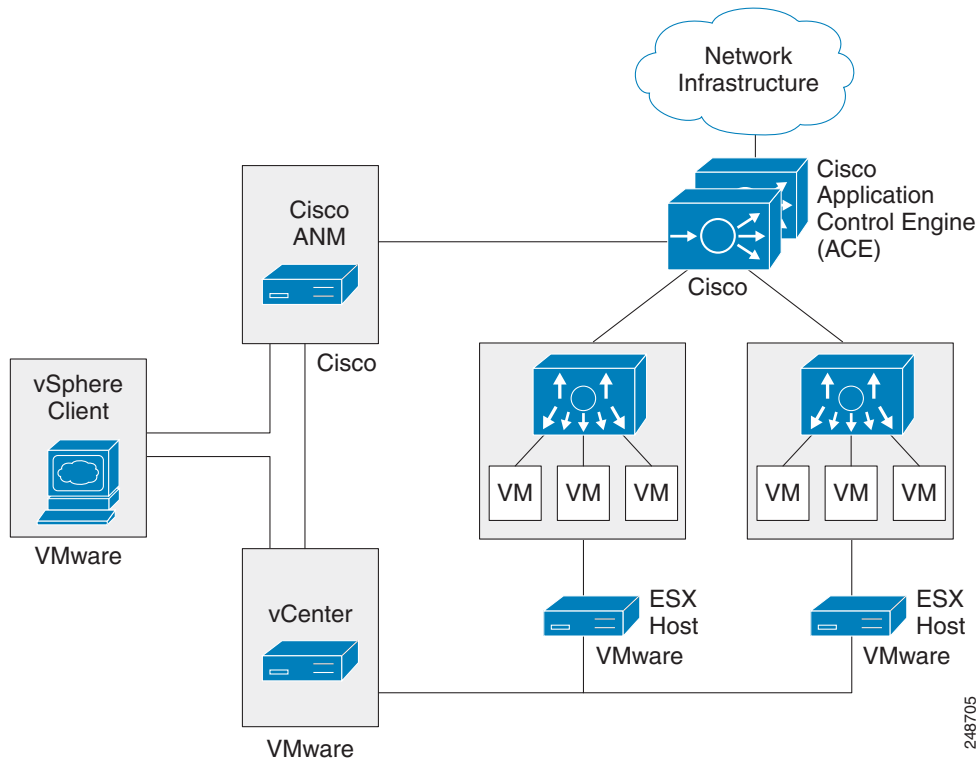 Network
Infrastructure
Cisco
Application
Control Engine
(ACE)
Cisco
ANM
Cisco
Cisco
vSphere
Client
VMware
VM
VM
VM
VM
VM
VM
vCenter
VMware
ESX
Host
VMware
ESX
Host
VMware
248705